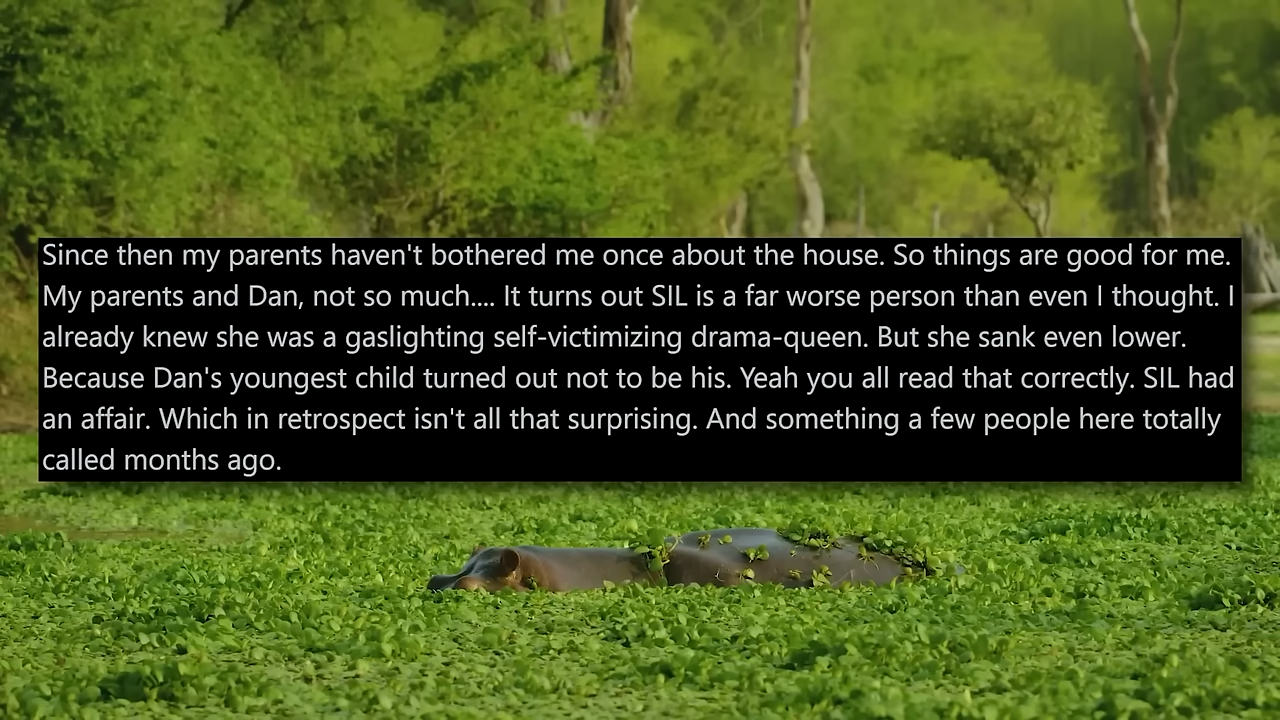 Since then my parents haven't bothered me once about the house. So things are good for me.
My parents and Dan, not so much.... It turns out SIL is a far worse person than even I thought. I
already knew she was a gaslighting self-victimizing drama-queen. But she sank even lower.
Because Dan's youngest child turned out not to be his. Yeah you all read that correctly. SIL had
an affair. Which in retrospect isn't all that surprising. And something a few people here totally
called months ago.